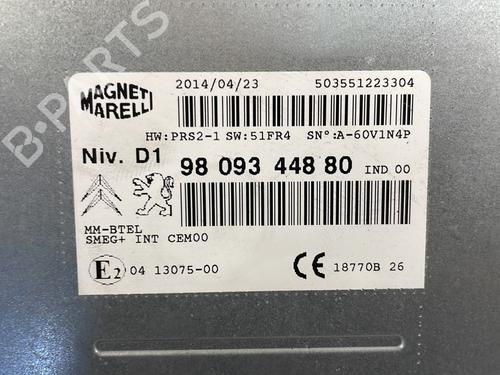 MAGNETI
MARELLI
2014/04/23 503551223304
HW:PRS2-1 SW:51FR4 SN°:A-60V1N4P
Niv. D1 98 093 448 80 IND 00
MM-BTEL
SMEG+ INT CEM00
E2 04 13075-00 CE 18770B 26
B-PARTS